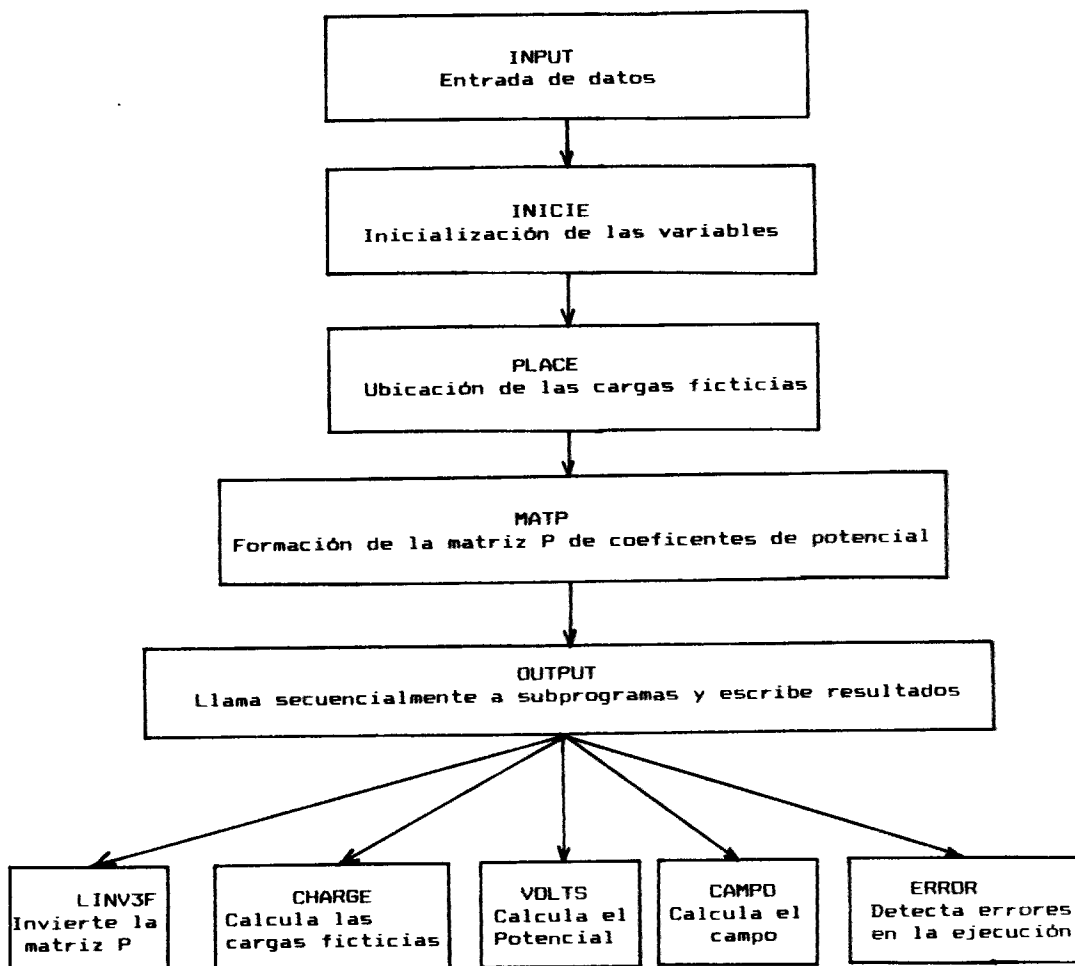 INPUT
Entrada de datos
INICIE
Inicialización de las variables
PLACE
Ubicación de las cargas ficticias
MATP
Formación de la matriz P de coeficentes de potencial
OUTPUT
Llama secuencialmente a subprogramas y escribe resultados
LINV3F
Invierte la
matriz P
CHARGE
Calcula las
cargas ficticias
VOLTS
Calcula el
Potencial
CAMPO
Calcula el
campo
ERROR
Detecta errores
en la ejecución